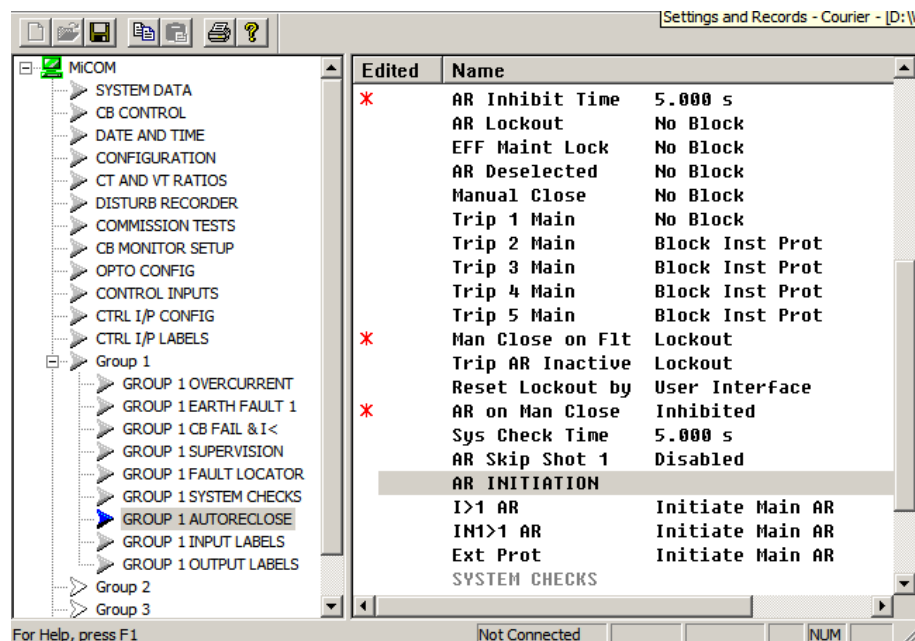 Settings and Records - Courier - [D:\
MiCOM
SYSTEM DATA
CB CONTROL
DATE AND TIME
CONFIGURATION
CT AND VT RATIOS
DISTURB RECORDER
COMMISSION TESTS
CB MONITOR SETUP
OPTO CONFIG
CONTROL INPUTS
CTRL I/P CONFIG
CTRL I/P LABELS
Group 1
GROUP 1 OVERCURRENT
GROUP 1 EARTH FAULT 1
GROUP 1 CB FAIL & I<
GROUP 1 SUPERVISION
GROUP 1 FAULT LOCATOR
GROUP 1 SYSTEM CHECKS
GROUP 1 AUTORECLOSE
GROUP 1 INPUT LABELS
GROUP 1 OUTPUT LABELS
Group 2
Group 3
Edited Name
* AR Inhibit Time 5.000 s
AR Lockout No Block
EFF Maint Lock No Block
AR Deselected No Block
Manual Close No Block
Trip 1 Main No Block
Trip 2 Main Block Inst Prot
Trip 3 Main Block Inst Prot
Trip 4 Main Block Inst Prot
Trip 5 Main Block Inst Prot
* Man Close on Flt Lockout
Trip AR Inactive Lockout
Reset Lockout by User Interface
* AR on Man Close Inhibited
Sys Check Time 5.000 s
AR Skip Shot 1 Disabled
AR INITIATION
I>1 AR Initiate Main AR
IN1>1 AR Initiate Main AR
Ext Prot Initiate Main AR
SYSTEM CHECKS
For Help, press F1 Not Connected NUM